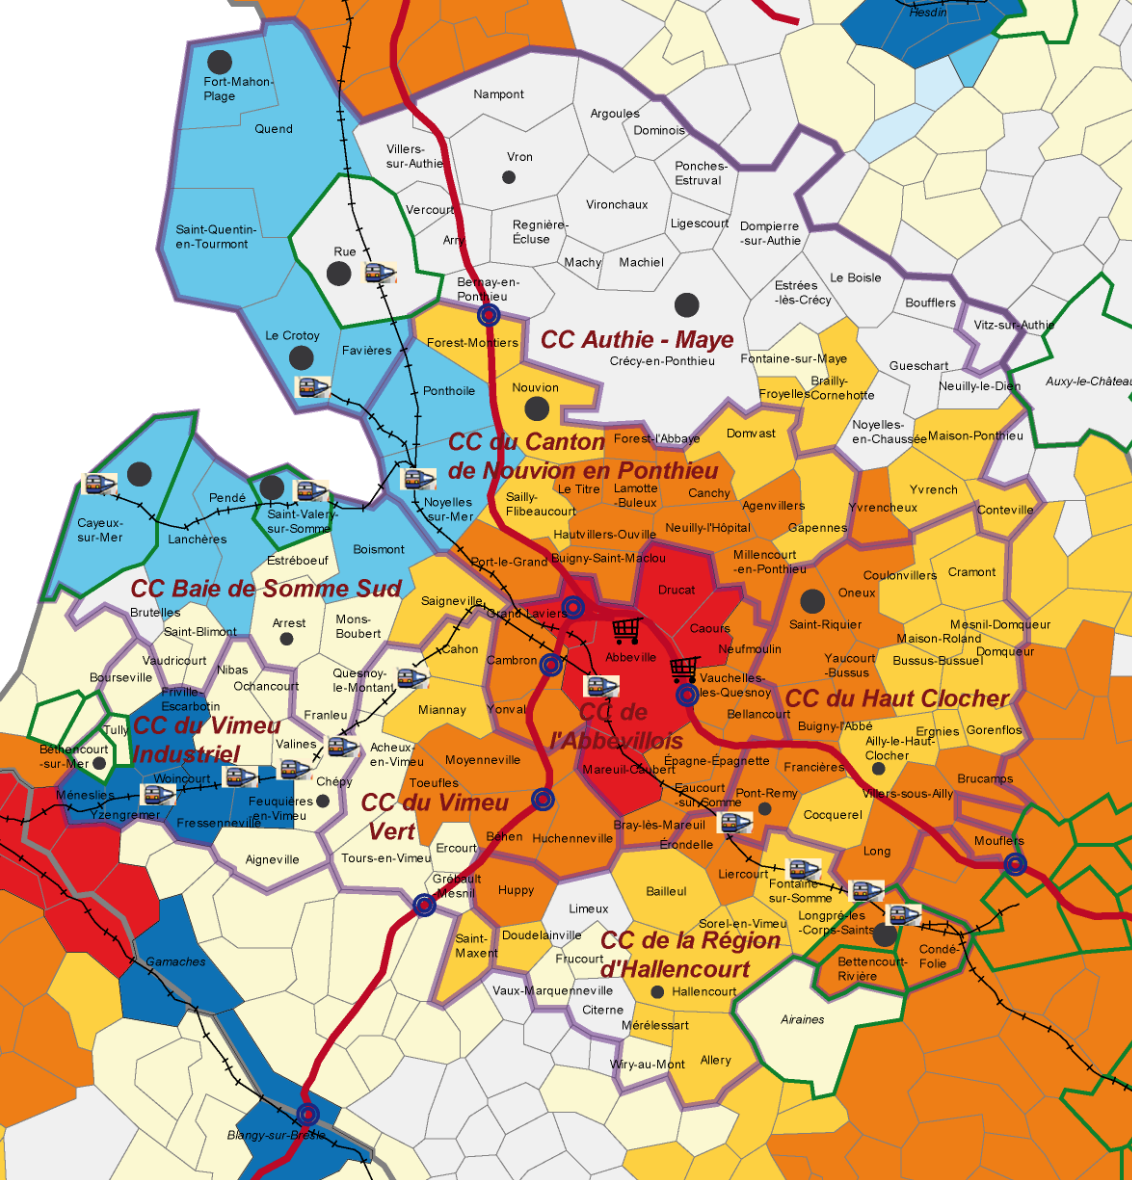 Hesdin
Fort-Mahon-
Plage
Nampont
Argoules
Quend
Dominois
Villers-
sur-Authie
Vron
Ponches-
Estruval
Vercourt
Vironchaux
Saint-Quentin-
en-Tourmont
Regnière-
Écluse
Ligescourt
Dompierre
-sur-Authie
Arry
Rue
Machy
Machiel
Bernay-en-
Ponthieu
Estrées
-lès-Crécy
Le Boisle
Boufflers
Vitz-sur-Authie
Le Crotoy
Favières
Forest-Montiers
CC Authie - Maye
Crécy-en-Ponthieu
Fontaine-sur-Maye
Gueschart
Auxy-le-Château
Neuilly-le-Dien
Ponthoile
Nouvion
Froyelles
Brailly-
Cornehotte
Noyelles-
en-Chaussée
Maison-Ponthieu
CC du Canton
de Nouvion en Ponthieu
Forest-l'Abbaye
Domvast
Pendé
Cayeux-
sur-Mer
Lanchères
Saint-Valery-
sur-Somme
Noyelles
-sur-Mer
Sailly-
Flibeaucourt
Le Titre
Lamotte
-Buleux
Canchy
Agenvillers
Yvrench
Yvrencheux
Conteville
Hautvillers-Ouville
Neuilly-l'Hôpital
Gapennes
Boismont
Estréboeuf
Port-le-Grand
Buigny-Saint-Maclou
Millencourt
-en-Ponthieu
CC Baie de Somme Sud
Drucat
Coulonvillers
Cramont
Oneux
Brutelles
Saigneville
Grand-Laviers
Saint-Blimont
Arrest
Mons-
Boubert
Caours
Saint-Riquier
Mesnil-Domqueur
Maison-Roland
Domqueur
Cahon
Cambron
Abbeville
Neufmoulin
Vaudricourt
Nibas
Bourseville
Ochancourt
Quesnoy-
le-Montant
Yaucourt
-Bussus
Bussus-Bussuel
Vauchelles-
les-Quesnoy
CC du Haut Clocher
Friville-
Escarbotin
Franleu
Miannay
Yonval
CC de
l'Abbevillois
Bellancourt
Buigny-l'Abbé
Ergnies
Gorenflos
CC du Vimeu
Industriel
Tully
Béthencourt
-sur-Mer
Valines
Acheux-
en-Vimeu
Moyenneville
Ailly-le-Haut-
Clocher
Épagne-Épagnette
Francières
Mareuil-Caubert
Woincourt
Chépy
Toeufles
Eaucourt
-sur-Somme
Pont-Remy
Brucamps
Villers-sous-Ailly
Méneslies
Yzengremer
Feuquières
-en-Vimeu
Fressenneville
CC du Vimeu
Vert
Cocquerel
Bray-lès-Mareuil
Béhen
Huchenneville
Érondelle
Mouflers
Ercourt
Long
Aigneville
Tours-en-Vimeu
Liercourt
Grébault
-Mesnil
Huppy
Bailleul
Fontaine-
sur-Somme
Limeux
Longpré-les
-Corps-Saints
Sorel-en-Vimeu
Doudelainville
Saint-
Maxent
CC de la Région
d'Hallencourt
Condé-
Folie
Frucourt
Bettencourt-
Rivière
Gamaches
Vaux-Marquenneville
Hallencourt
Citerne
Airaines
Mérélessart
Wiry-au-Mont
Allery
Blangy-sur-Bresle